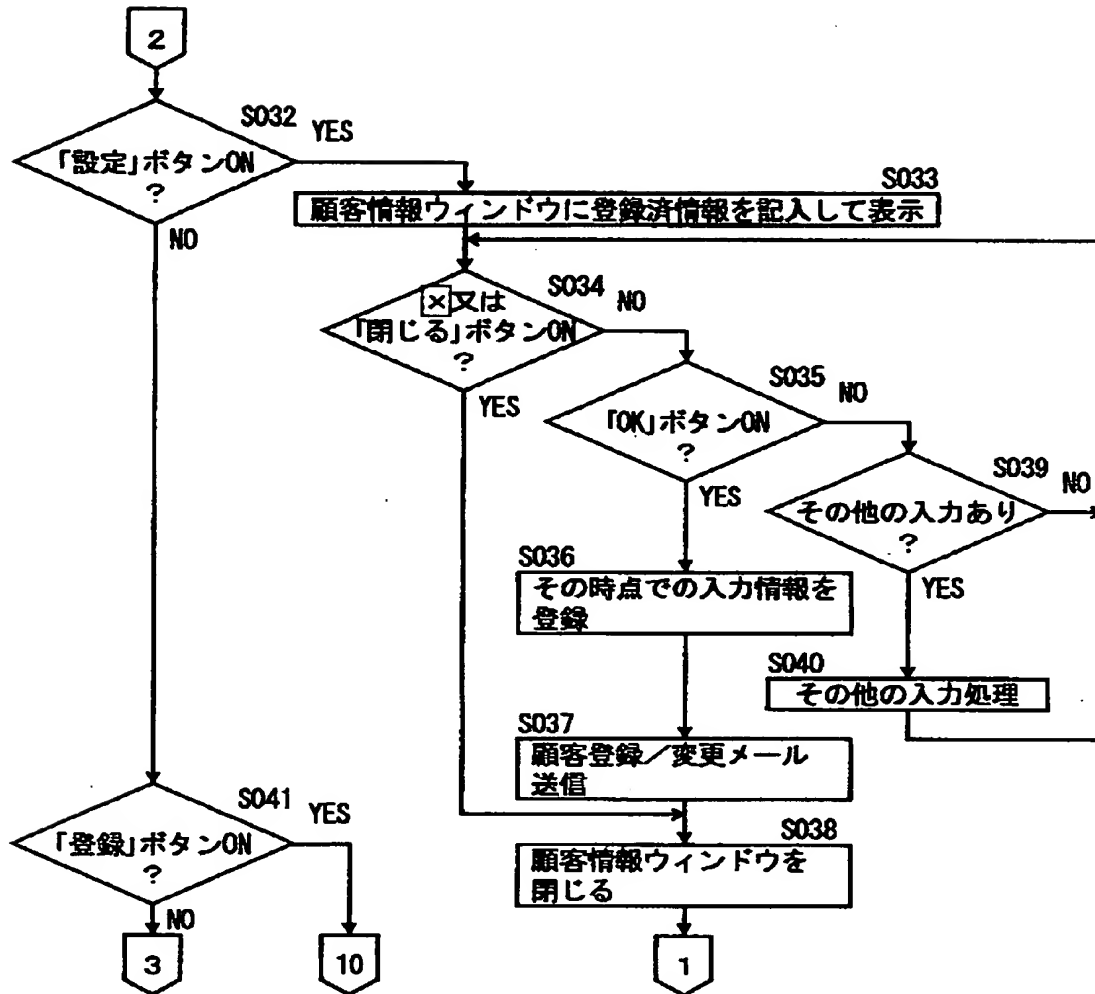 2
S032
YES
「設定」ボタンON
?
NO
S033
顧客情報ウィンドウに登録済情報を記入して表示
S034
NO
×又は
「閉じる」ボタンON
?
YES
S035
NO
「OK」ボタンON
?
YES
S039
NO
その他の入力あり
?
YES
S036
その時点での入力情報を
登録
S040
その他の入力処理
S037
顧客登録/変更メール
送信
S041
YES
「登録」ボタンON
?
NO
S038
顧客情報ウィンドウを
閉じる
3
10
1